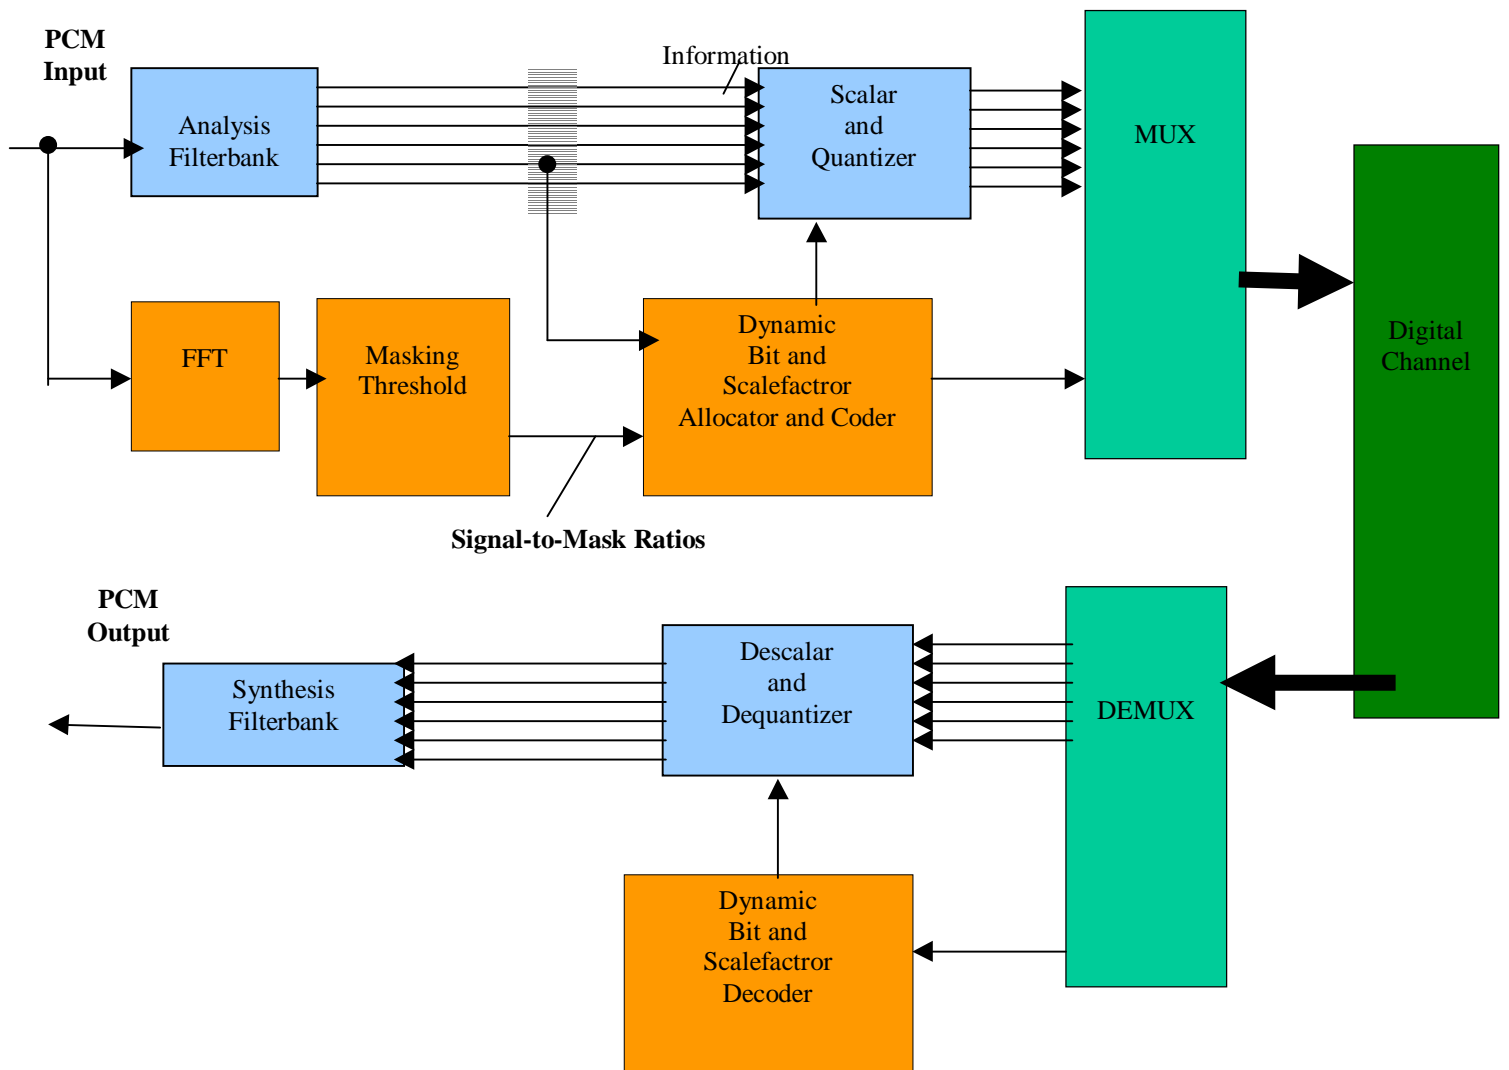 PCM
Input
Information
Analysis
Filterbank
Scalar
and
Quantizer
MUX
Digital
Channel
FFT
Masking
Threshold
Dynamic
Bit and
Scalefactror
Allocator and Coder
Signal-to-Mask Ratios
PCM
Output
Synthesis
Filterbank
Descalar
and
Dequantizer
DEMUX
Dynamic
Bit and
Scalefactror
Decoder